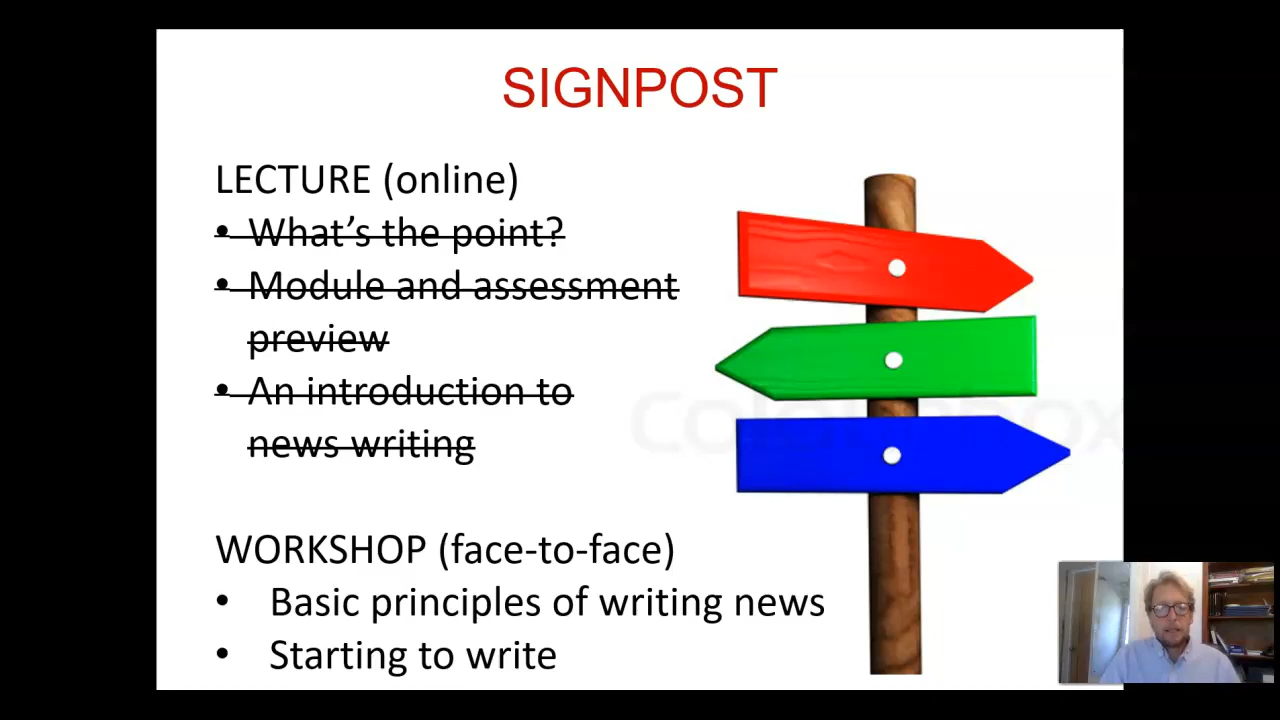 SIGNPOST
LECTURE (online)
• What’s the point?
• Module and assessment
preview
• An introduction to
news writing
WORKSHOP (face-to-face)
• Basic principles of writing news
• Starting to write